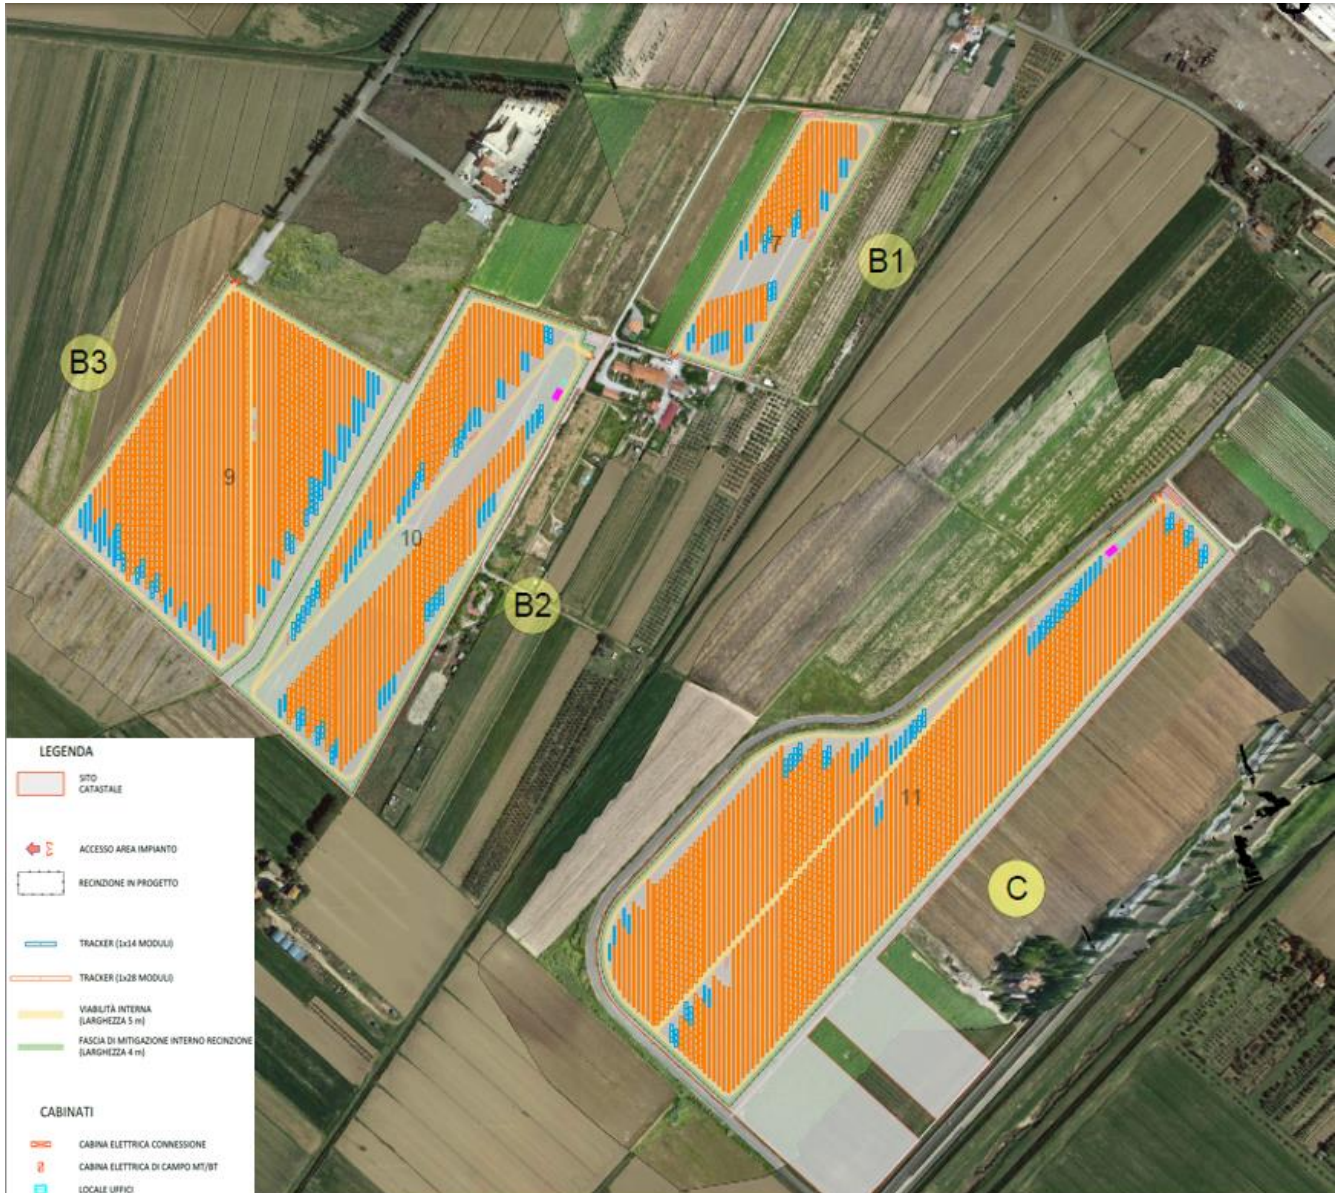 B1
7
B3
9
10
B2
11
C
LEGENDA
SITO
CATASTALE
ACCESSO AREA IMPIANTO
RECINZIONE IN PROGETTO
TRACKER (1x14 MODULI)
TRACKER (1x28 MODULI)
VIABILITÀ INTERNA
(LARGHEZZA 5 m)
FASCIA DI MITIGAZIONE INTERNO RECINZIONE
(LARGHEZZA 4 m)
CABINATI
CABINA ELETTRICA CONNESSIONE
CABINA ELETTRICA DI CAMPO MT/BT
LOCALE UFFICI